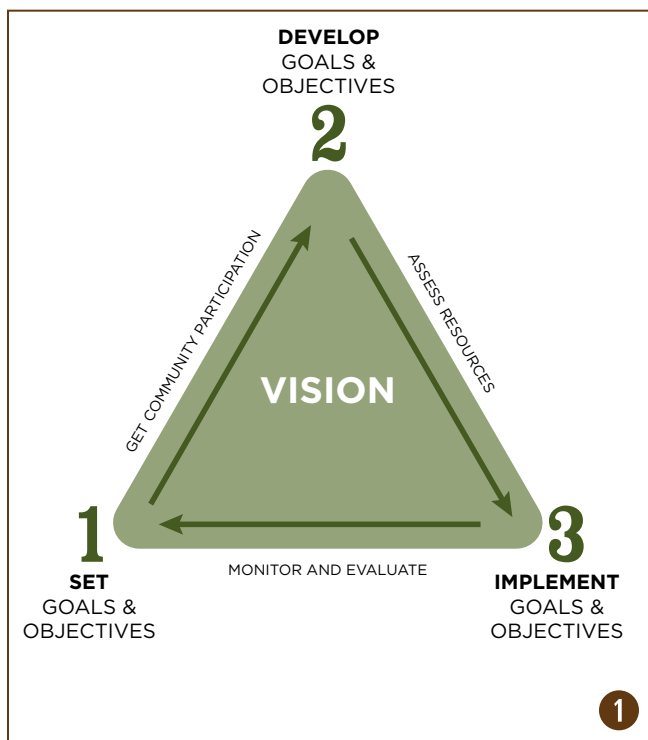 DEVELOP
GOALS &
OBJECTIVES
2
GET COMMUNITY PARTICIPATION
ASSESS RESOURCES
VISION
1
3
MONITOR AND EVALUATE
SET
GOALS &
OBJECTIVES
IMPLEMENT
GOALS &
OBJECTIVES
1